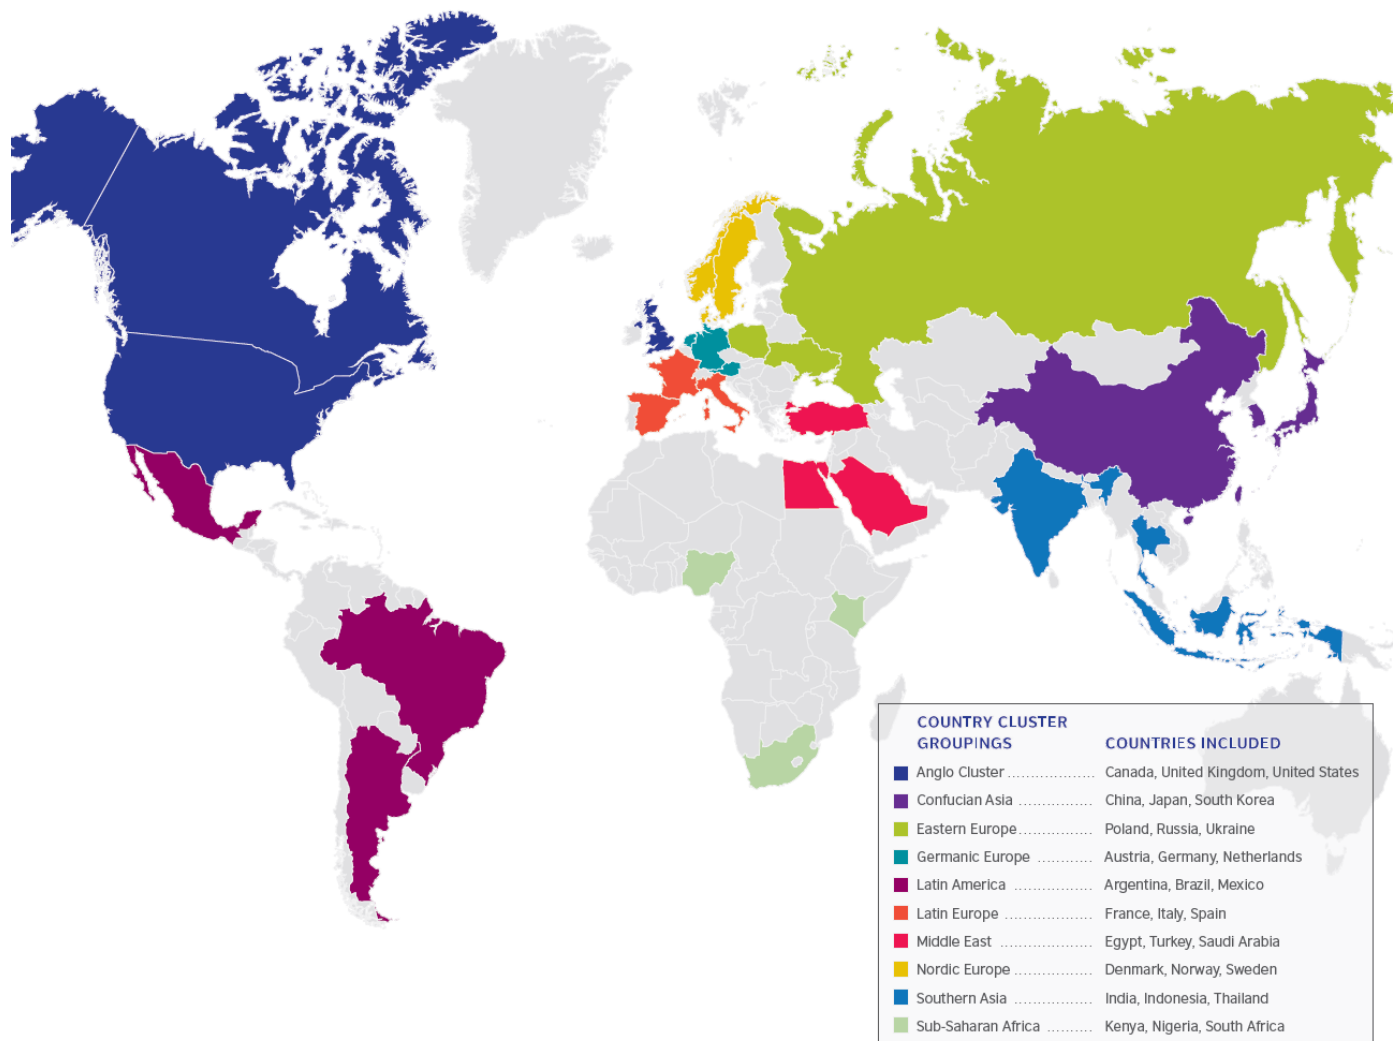 COUNTRY CLUSTER
GROUPINGS COUNTRIES INCLUDED
Anglo Cluster ..................... Canada, United Kingdom, United States
Confucian Asia .................. China, Japan, South Korea
Eastern Europe.................. Poland, Russia, Ukraine
Germanic Europe ............. Austria, Germany, Netherlands
Latin America ................... Argentina, Brazil, Mexico
Latin Europe ..................... France, Italy, Spain
Middle East ...................... Egypt, Turkey, Saudi Arabia
Nordic Europe ................... Denmark, Norway, Sweden
Southern Asia ................... India, Indonesia, Thailand
Sub-Saharan Africa ........... Kenya, Nigeria, South Africa